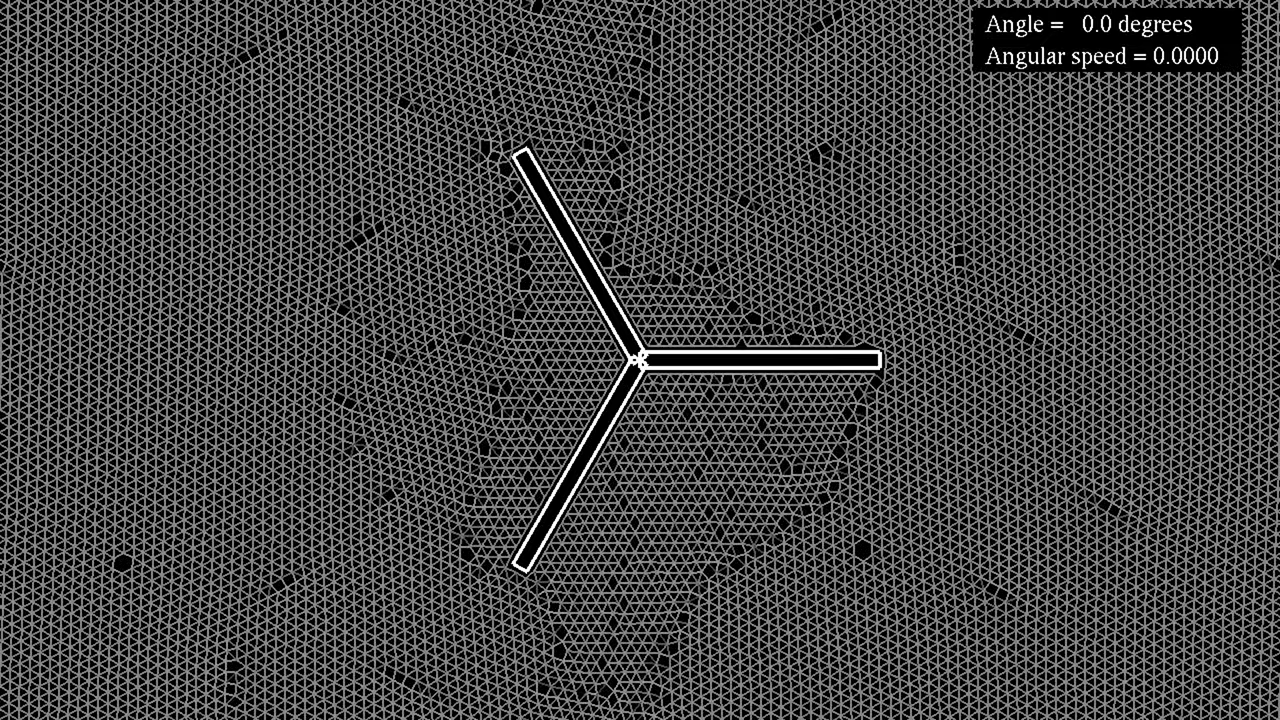 Angle =   0.0 degrees
Angular speed = 0.0000